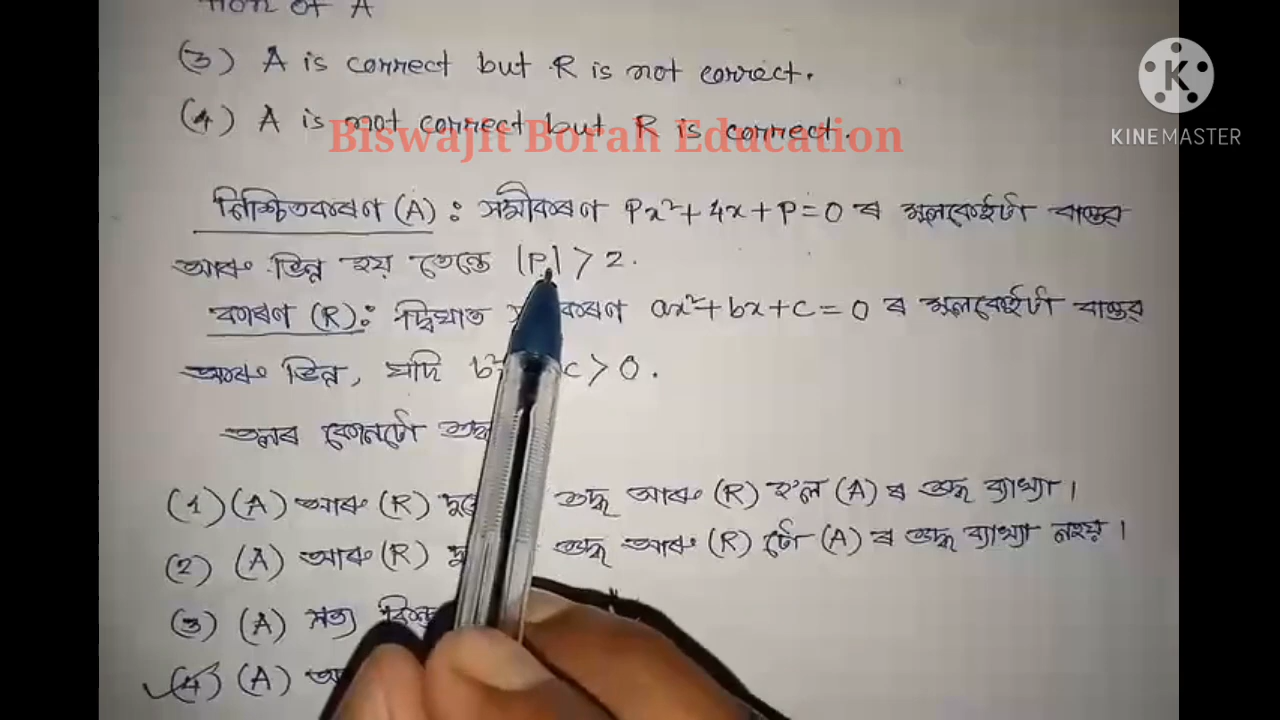 tion of A
(3) A is correct but R is not correct.
(4) A is not correct but R is correct.
Biswajit Borah Education
KINEMASTER
নিশ্চিতকৰণ (A): সমীকৰণ Px²+4x+P=0 ৰ মূলকেইটা বাস্তৱ
আৰু ভিন্ন হয় তেন্তে |P|>2.
কাৰণ (R): দ্বিঘাত ax²+bx+c=0 ৰ মূলকেইটা বাস্তৱ
আৰু ভিন্ন, যদি c>0.
তলৰ কোনটো
(1) (A) আৰু (R) শুদ্ধ আৰু (R) হ'ল (A) ৰ শুদ্ধ ব্যাখ্যা।
(2) (A) আৰু (R) শুদ্ধ আৰু (R) টো (A) ৰ শুদ্ধ ব্যাখ্যা নহয়।
(3) (A) সত্য
(4) (A)